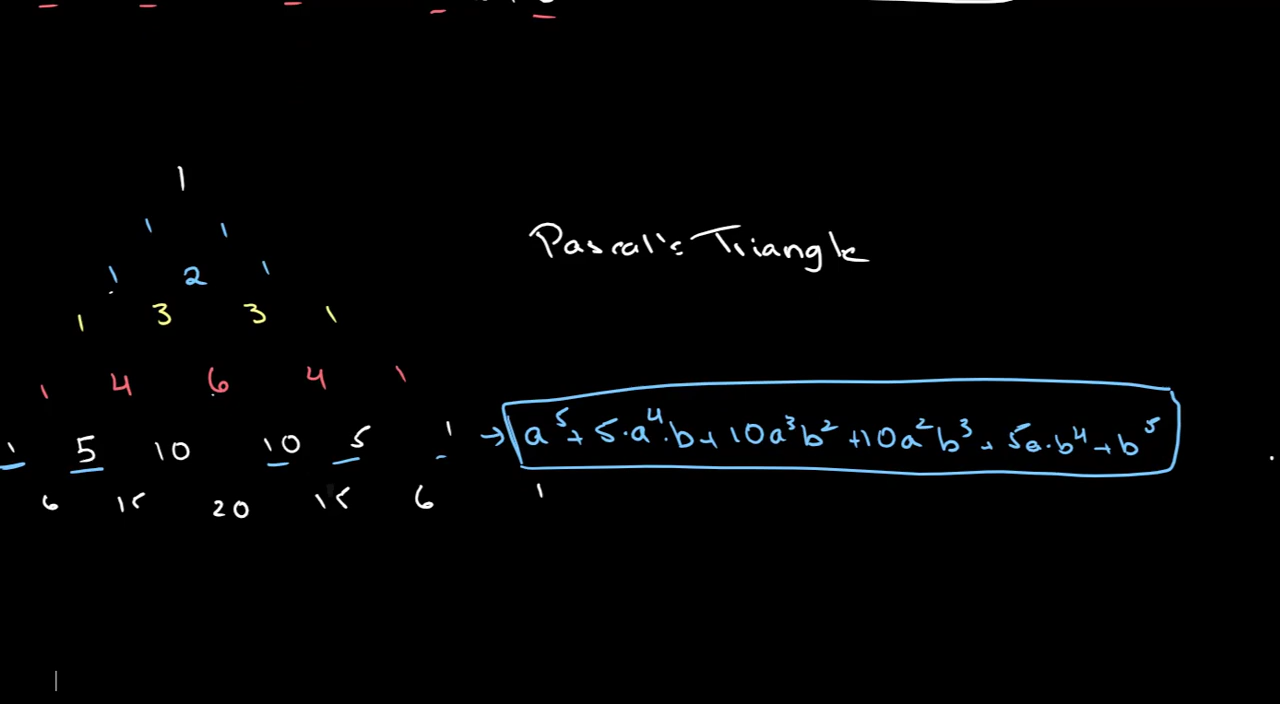 1
1 1
Pascal's Triangle
1 2 1
1 3 3 1
1 4 6 4 1
1 5 10 10 5 1 → a⁵ + 5·a⁴·b + 10a³b² + 10a²b³ + 5a·b⁴ + b⁵
6 15 20 15 6 1